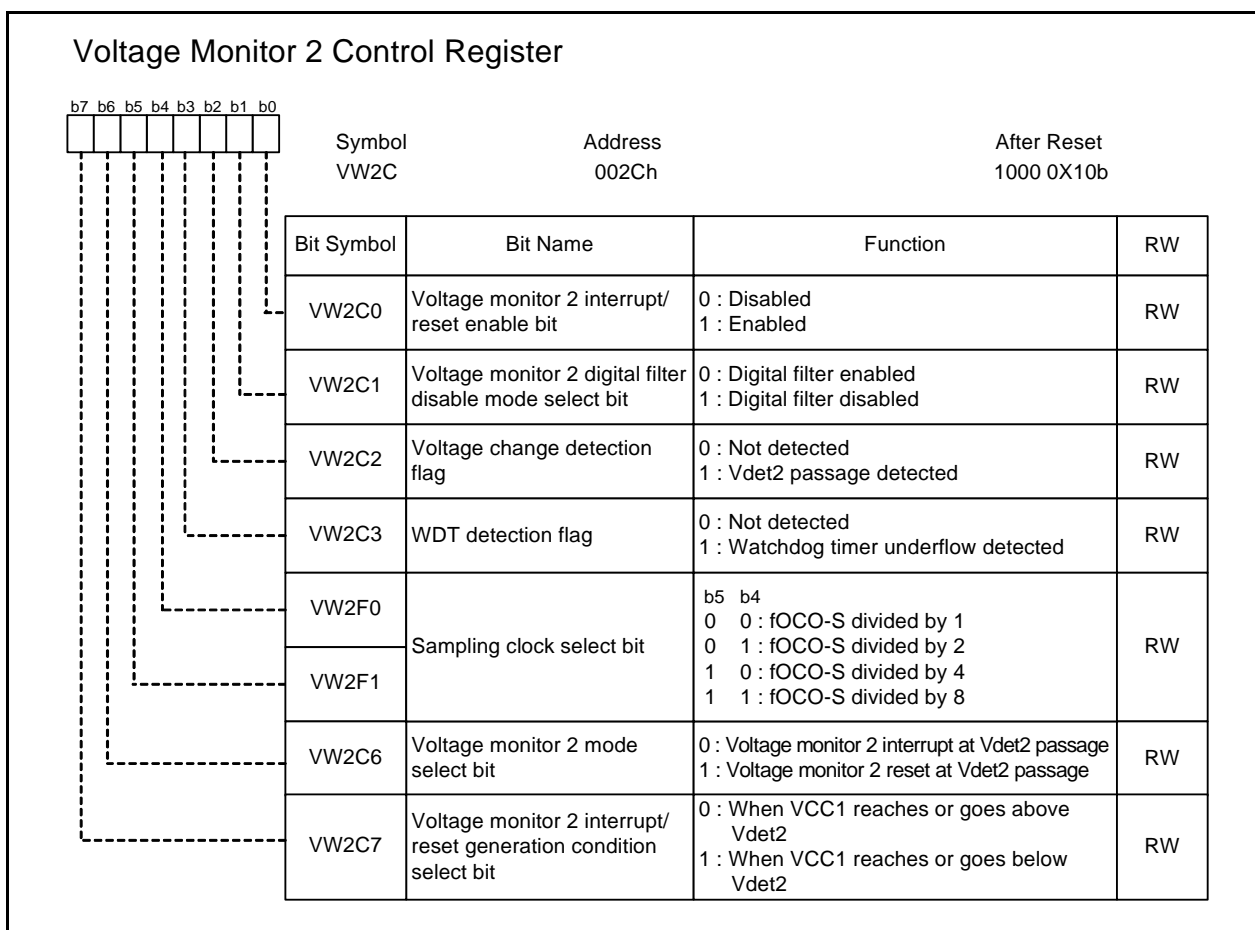 Voltage Monitor 2 Control Register
b7 b6 b5 b4 b3 b2 b1 b0
Symbol Address After Reset
VW2C 002Ch 1000 0X10b
Bit Symbol Bit Name Function RW
VW2C0 Voltage monitor 2 interrupt/ reset enable bit 0 : Disabled RW
1 : Enabled
VW2C1 Voltage monitor 2 digital filter disable mode select bit 0 : Digital filter enabled RW
1 : Digital filter disabled
VW2C2 Voltage change detection flag 0 : Not detected RW
1 : Vdet2 passage detected
VW2C3 WDT detection flag 0 : Not detected RW
1 : Watchdog timer underflow detected
VW2F0
VW2F1
Sampling clock select bit
b5 b4
0 0 : fOCO-S divided by 1
0 1 : fOCO-S divided by 2
1 0 : fOCO-S divided by 4
1 1 : fOCO-S divided by 8
RW
VW2C6 Voltage monitor 2 mode select bit 0 : Voltage monitor 2 interrupt at Vdet2 passage RW
1 : Voltage monitor 2 reset at Vdet2 passage
VW2C7 Voltage monitor 2 interrupt/ reset generation condition select bit 0 : When VCC1 reaches or goes above Vdet2 RW
1 : When VCC1 reaches or goes below Vdet2